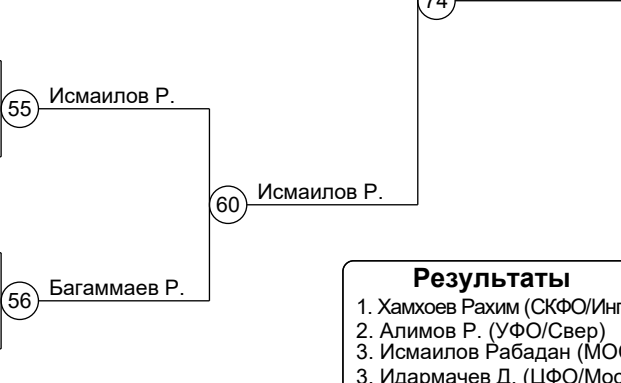 74
Исмаилов Р.
55
Исмаилов Р.
60
Багаммаев Р.
56
Результаты
1. Хамхоев Рахим (СКФО/Инг
2. Алимов Р. (УФО/Свер)
3. Исмаилов Рабадан (МО
3. Идармачев Д. (ЦФО/Мос